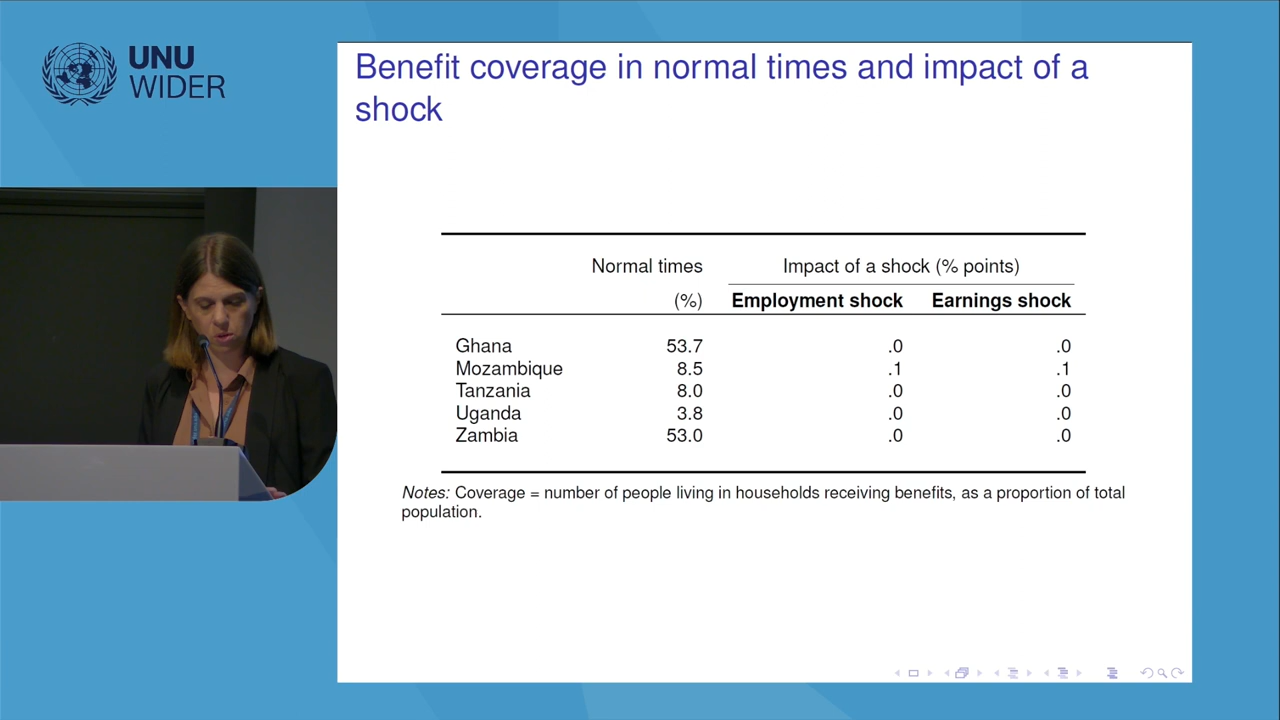 UNU
WIDER
Benefit coverage in normal times and impact of a
shock
Normal times Impact of a shock (% points)
(%) Employment shock Earnings shock
Ghana 53.7 .0 .0
Mozambique 8.5 .1 .1
Tanzania 8.0 .0 .0
Uganda 3.8 .0 .0
Zambia 53.0 .0 .0
Notes: Coverage = number of people living in households receiving benefits, as a proportion of total
population.